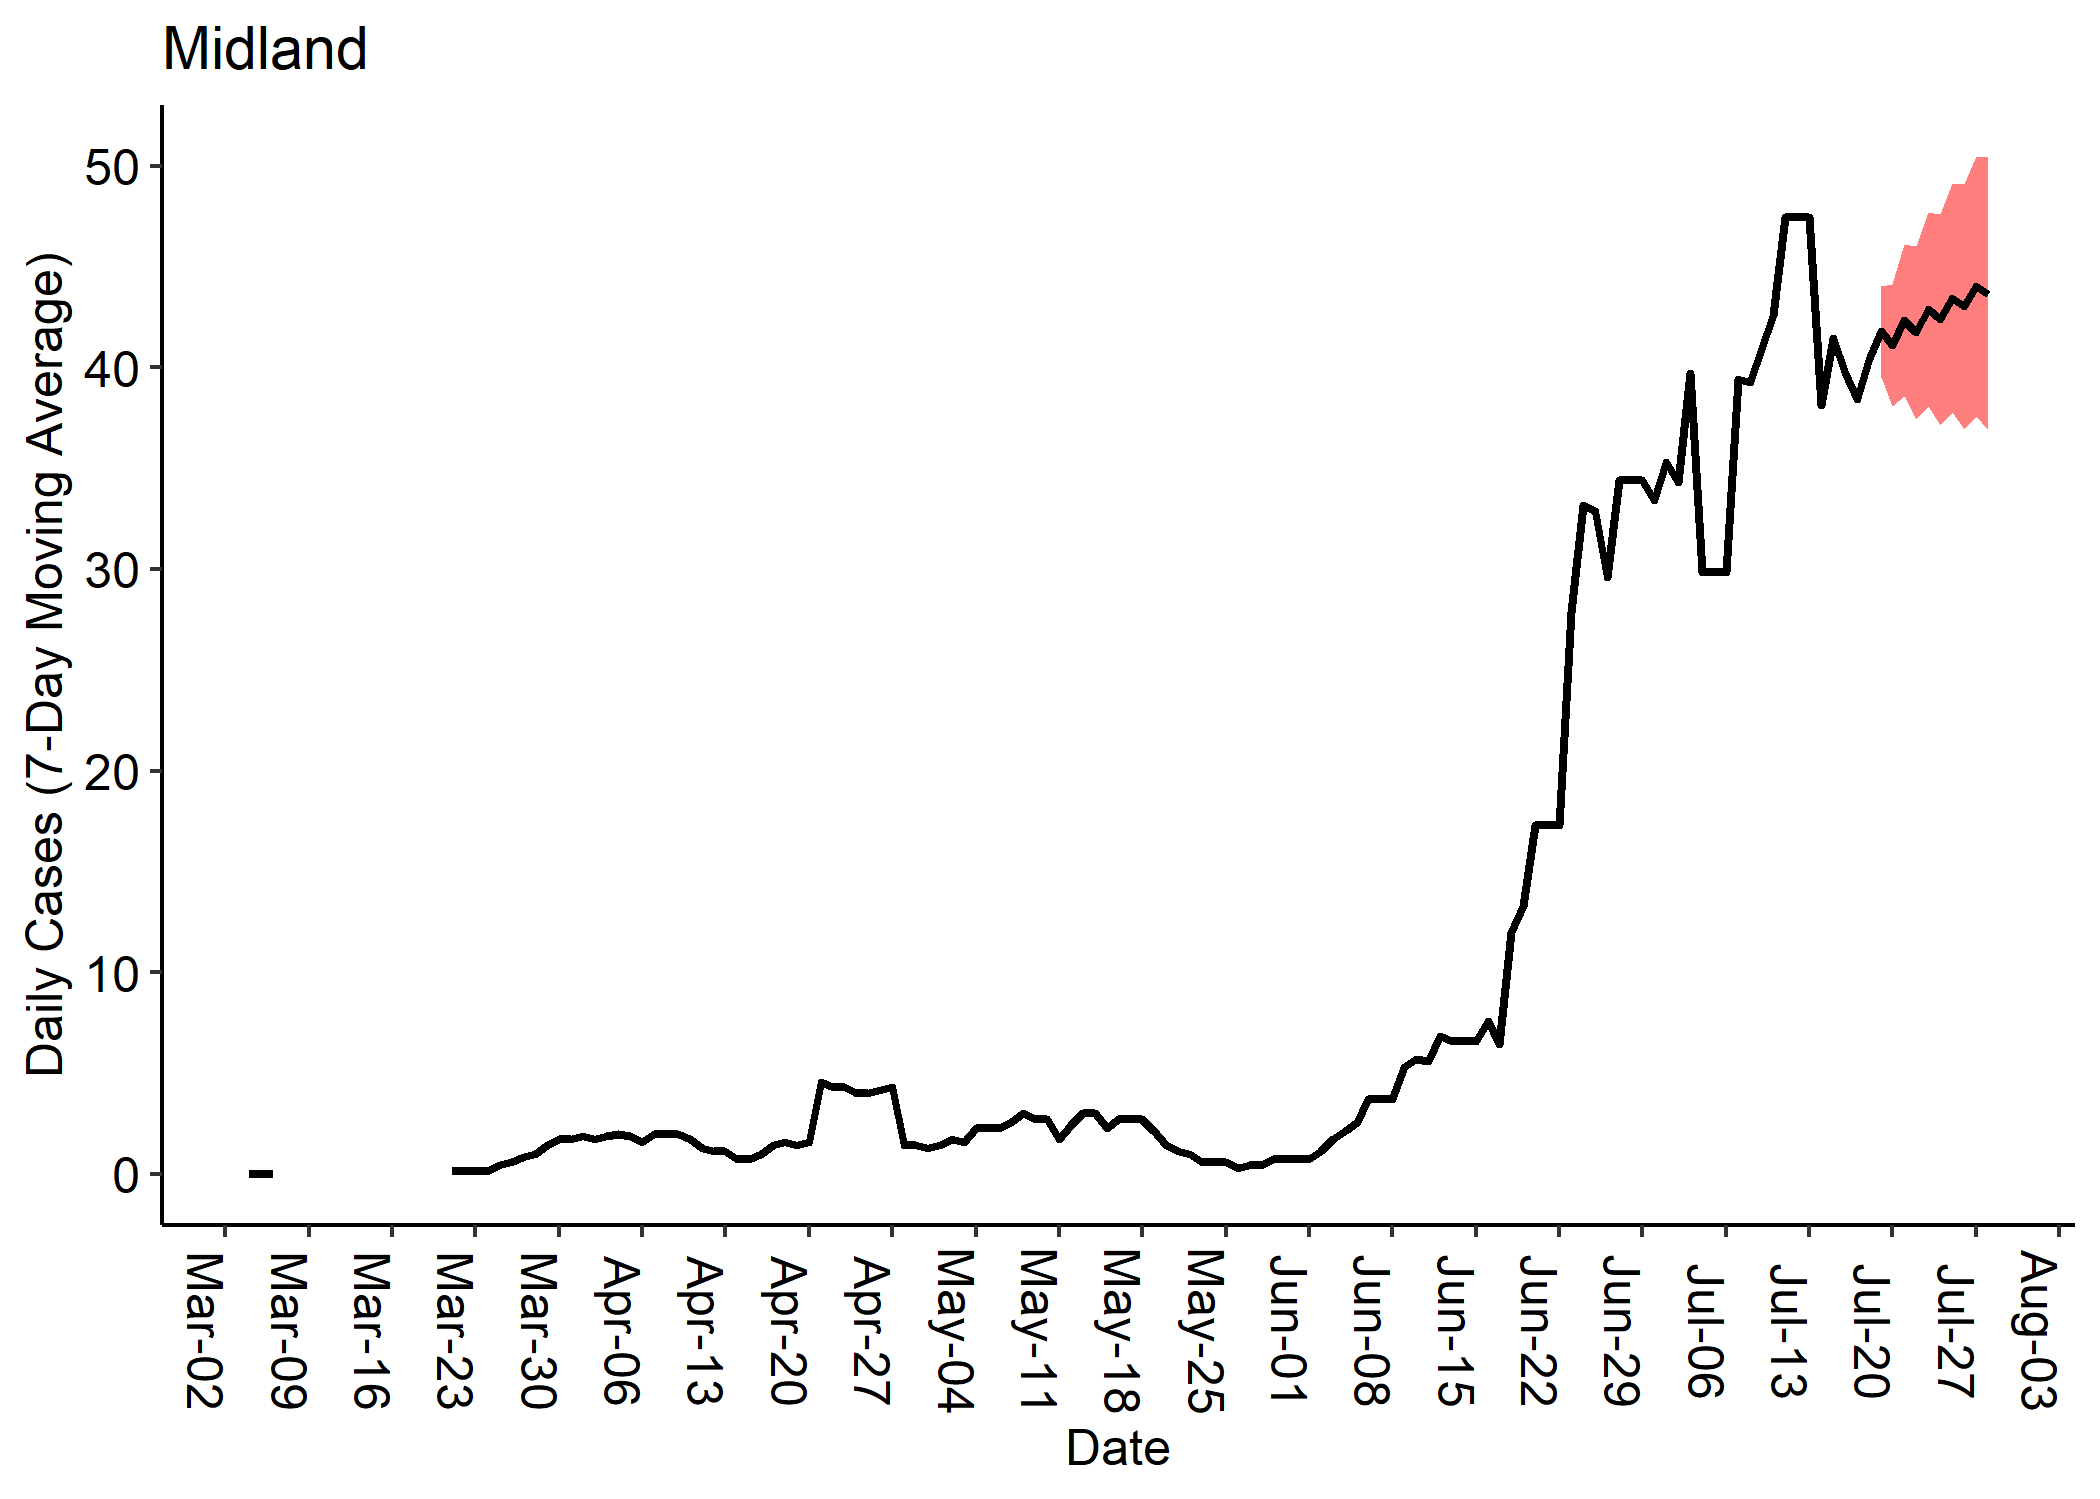 Midland
Daily Cases (7-Day Moving Average)
50
40
30
20
10
0
Mar-02
Mar-09
Mar-16
Mar-23
Mar-30
Apr-06
Apr-13
Apr-20
Apr-27
May-04
May-11
May-18
May-25
Jun-01
Jun-08
Jun-15
Jun-22
Jun-29
Jul-06
Jul-13
Jul-20
Jul-27
Aug-03
Date